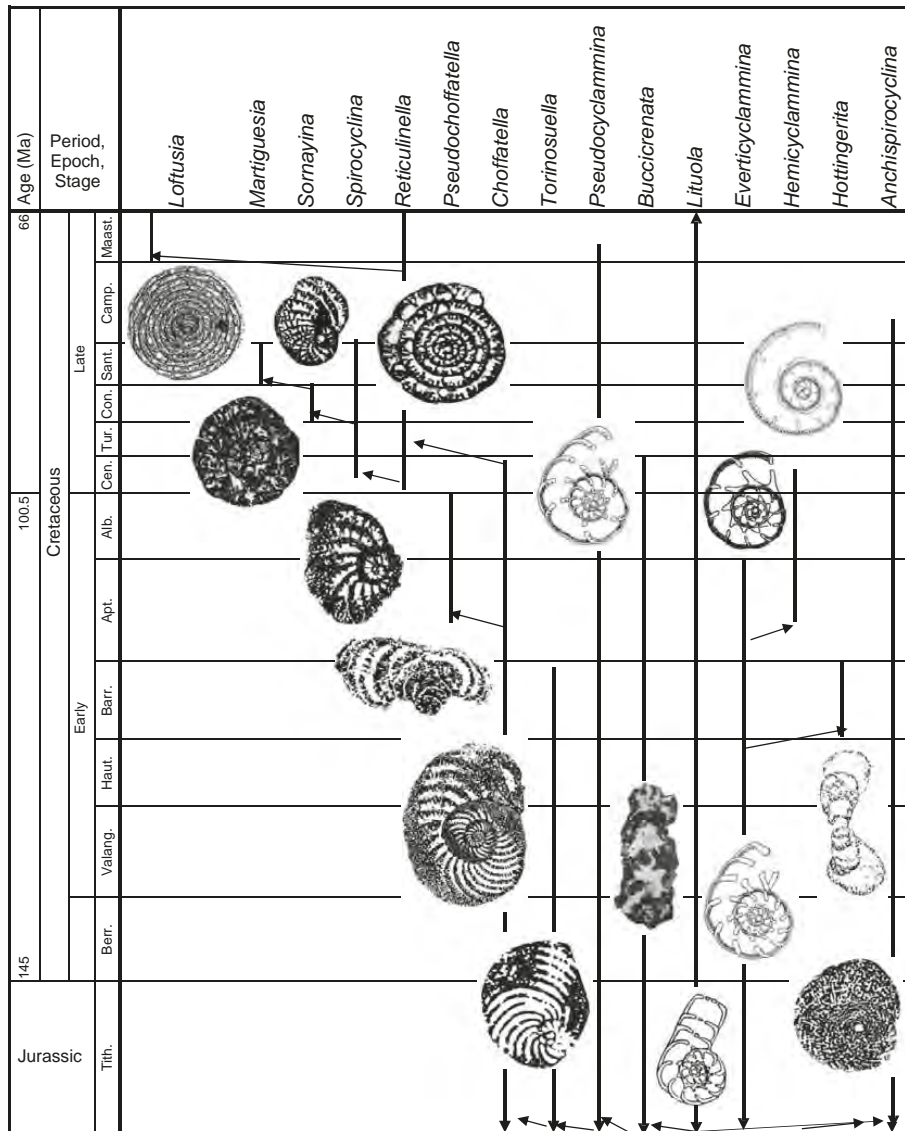 Age (Ma)
Period,
Epoch,
Stage
Loftusia
Martiguesia
Sornayina
Spirocyclina
Reticulinella
Pseudochoffatella
Choffatella
Torinosuella
Pseudocyclammina
Buccicrenata
Lituola
Everticyclammina
Hemicyclammina
Hottingerita
Anchispirocyclina
66
100.5
145
Cretaceous
Late
Early
Maast.
Camp.
Sant.
Con.
Tur.
Cen.
Alb.
Apt.
Barr.
Haut.
Valang.
Berr.
Jurassic
Tith.